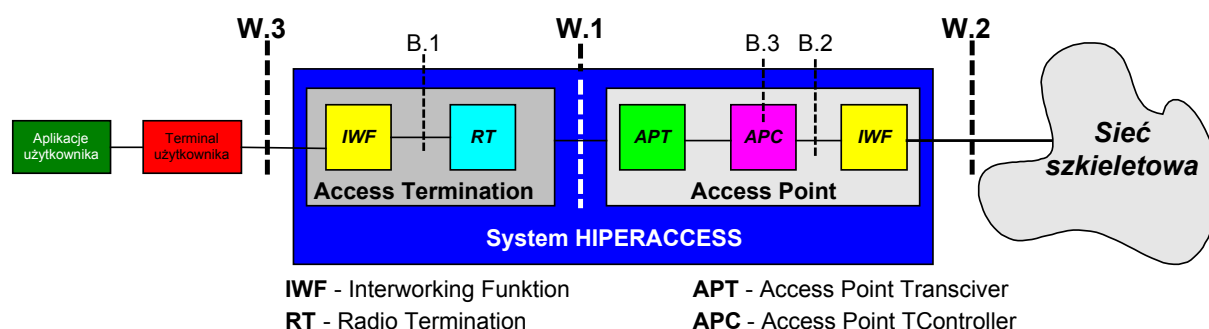 W.3
W.1
W.2
B.1
B.3
B.2
Aplikacje
użytkownika
Terminal
użytkownika
IWF
RT
APT
APC
IWF
Access Termination
Access Point
Sieć
szkieletowa
System HIPERACCESS
IWF - Interworking Funktion
APT - Access Point Transciver
RT - Radio Termination
APC - Access Point TController